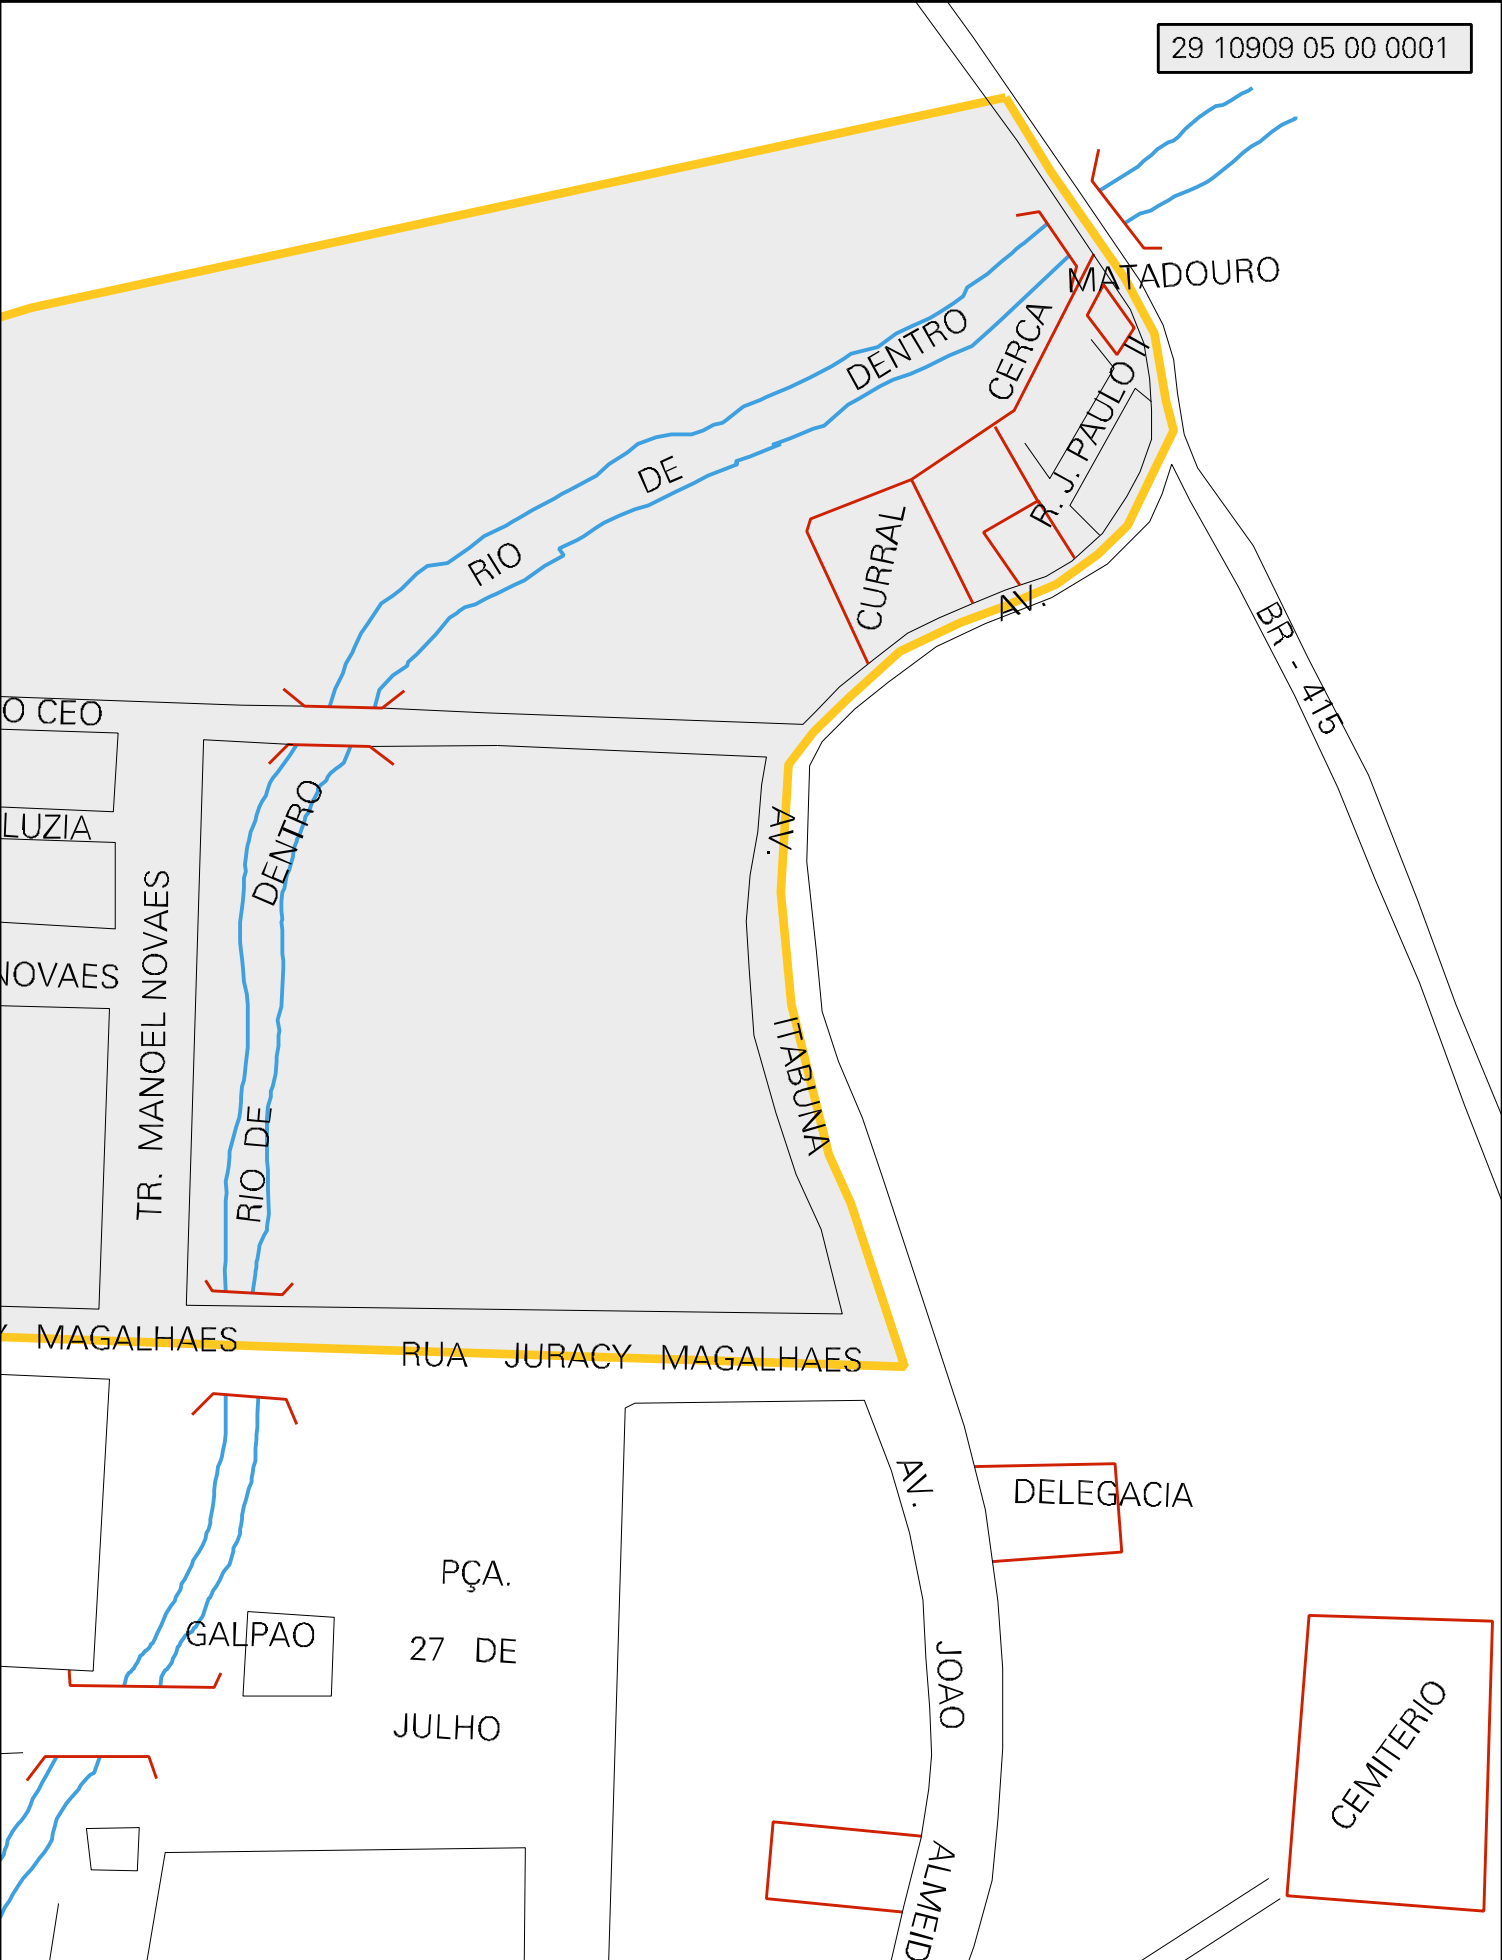 29 10909 05 00 0001
MATADOURO
RIO DE DENTRO
CERCA
R. J. PAULO II
CURRAL
AV.
BR - 415
O CEO
LUZIA
NOVAES
TR. MANOEL NOVAES
RIO DE DENTRO
AV. ITABUNA
Y MAGALHAES
RUA JURACY MAGALHAES
AV. JOAO ALMEID
DELEGACIA
PÇA.
27 DE
JULHO
GALPAO
CEMITERIO